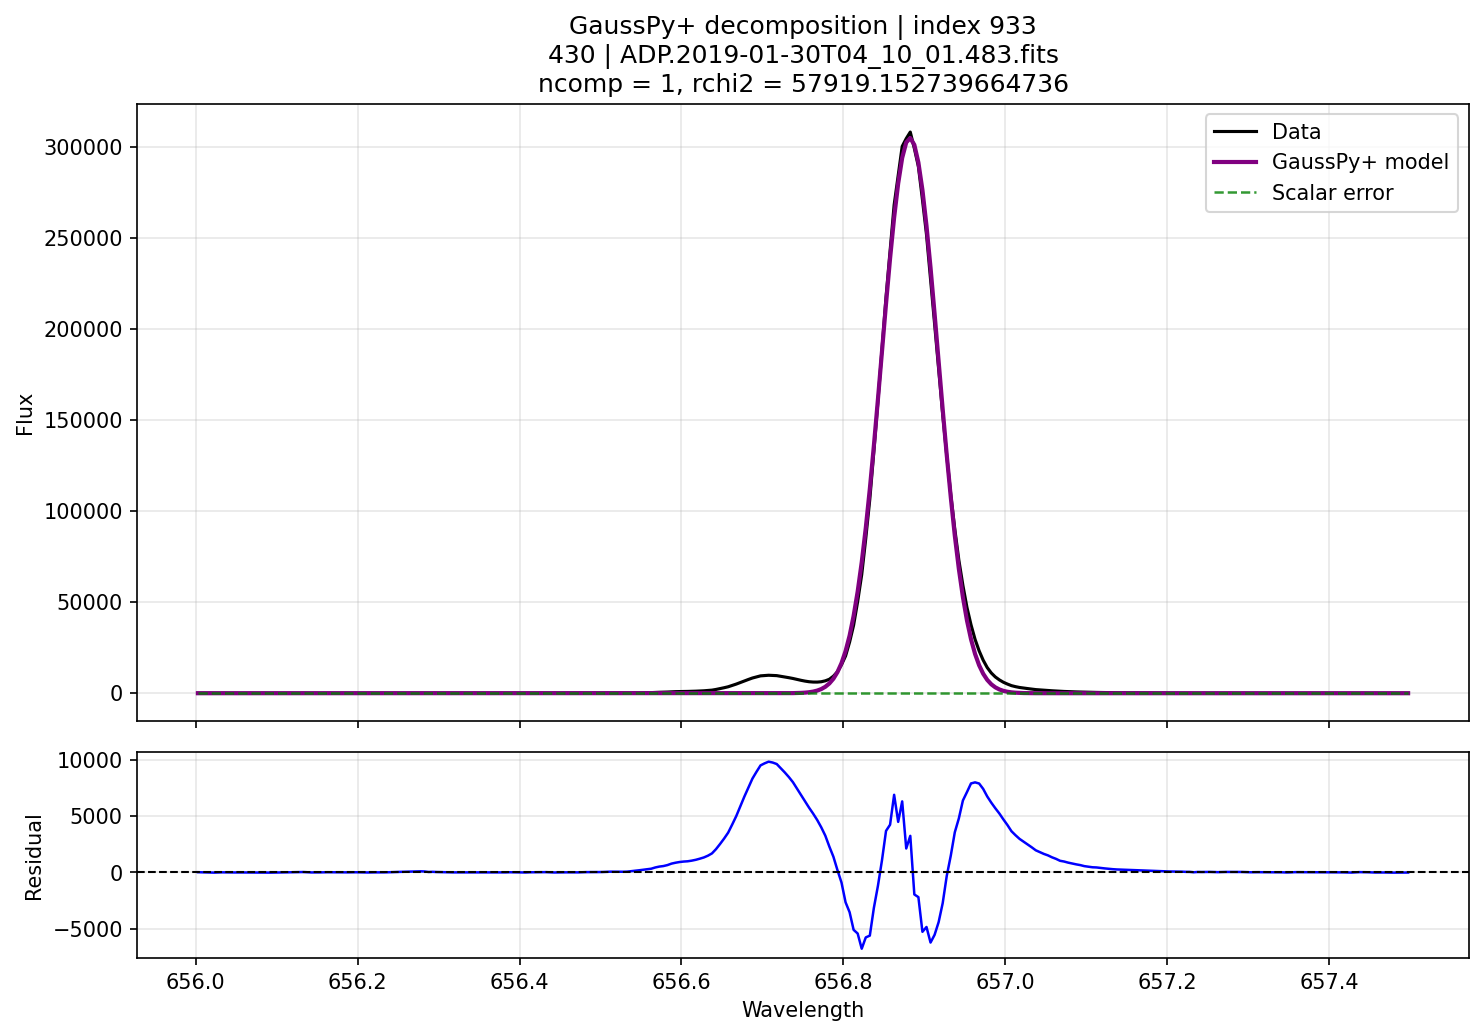 GaussPy+ decomposition | index 933
430 | ADP.2019-01-30T04_10_01.483.fits
ncomp = 1, rchi2 = 57919.152739664736
Data
GaussPy+ model
Scalar error
Flux
300000
250000
200000
150000
100000
50000
0
Residual
10000
5000
0
−5000
656.0
656.2
656.4
656.6
656.8
657.0
657.2
657.4
Wavelength